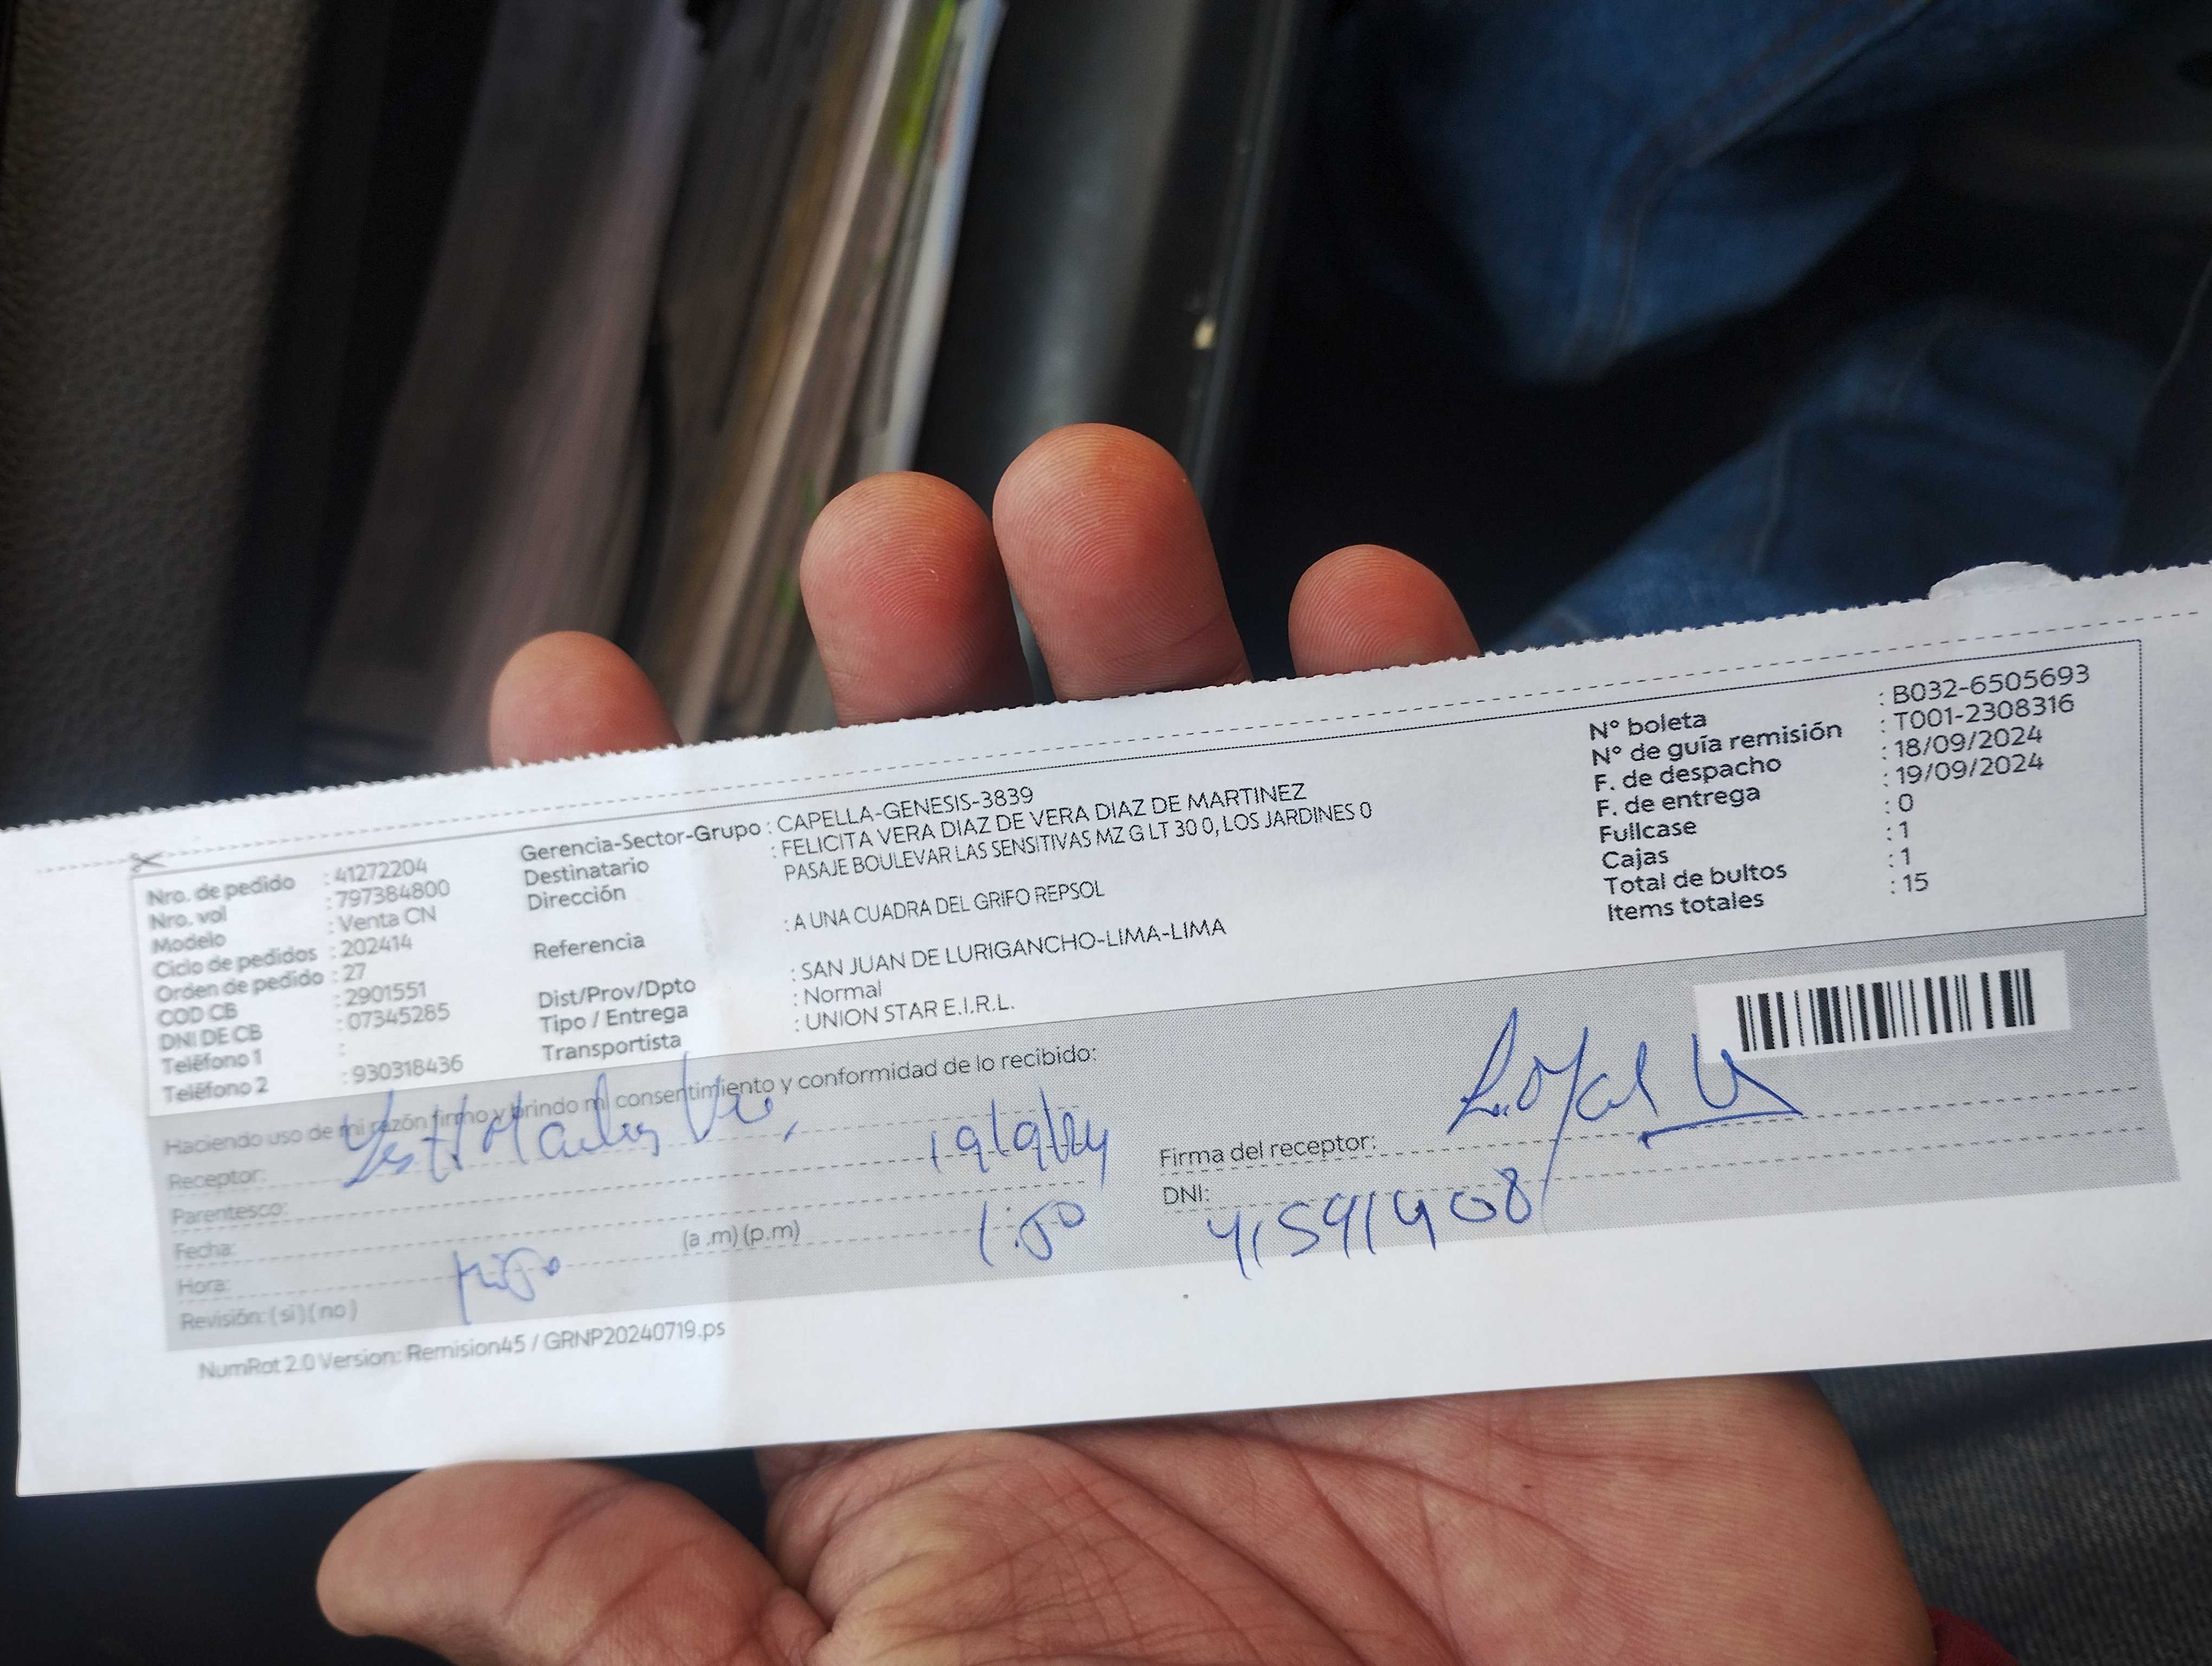 Nro. de pedido : 41272204
Nro. vol : 797384800
Modelo : Venta CN
Ciclo de pedidos : 202414
Orden de pedido : 27
COD CB : 2901551
DNI DE CB : 07345285
Teléfono 1 :
Teléfono 2 : 930318436
Gerencia-Sector-Grupo : CAPELLA-GENESIS-3839
Destinatario : FELICITA VERA DIAZ DE VERA DIAZ DE MARTINEZ
Dirección PASAJE BOULEVAR LAS SENSITIVAS MZ G LT 30 0, LOS JARDINES 0
Referencia : A UNA CUADRA DEL GRIFO REPSOL
Dist/Prov/Dpto : SAN JUAN DE LURIGANCHO-LIMA-LIMA
Tipo / Entrega : Normal
Transportista : UNION STAR E.I.R.L.
N° boleta : B032-6505693
N° de guía remisión : T001-2308316
F. de despacho : 18/09/2024
F. de entrega : 19/09/2024
Fullcase : 0
Cajas : 1
Total de bultos : 1
Items totales : 15
Haciendo uso de mi razón firmo y brindo mi consentimiento y conformidad de lo recibido:
Receptor:
Parentesco:
Fecha: 19/9/24
Hora: (a .m) (p.m) 1:50
Revisión: ( si ) ( no )
Firma del receptor:
DNI: 41591408
NumRot 2.0 Version: Remision45 / GRNP20240719.ps